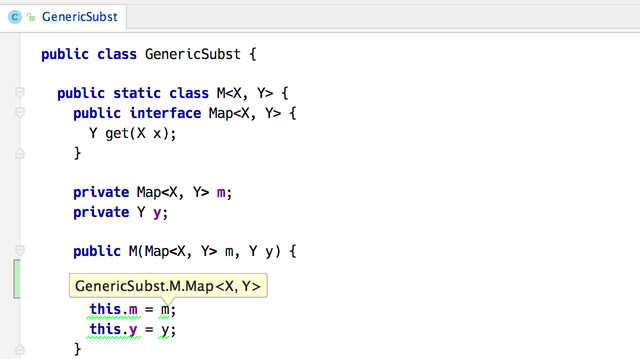 GenericSubst
public class GenericSubst {
public static class M<X, Y> {
public interface Map<X, Y> {
Y get(X x);
}
private Map<X, Y> m;
private Y y;
public M(Map<X, Y> m, Y y) {
GenericSubst.M.Map<X, Y>
this.m = m;
this.y = y;
}